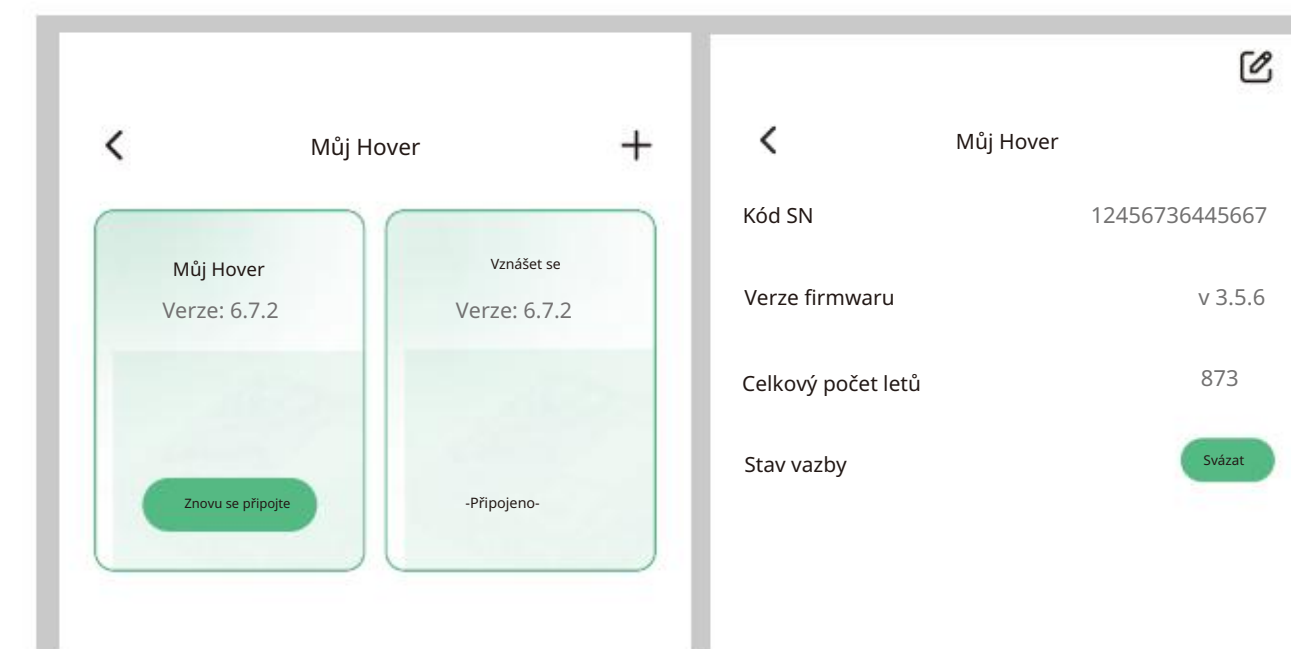 Můj Hover
Můj Hover
Verze: 6.7.2
Znovu se připojte
Vznášet se
Verze: 6.7.2
-Připojeno-
Můj Hover
Kód SN 12456736445667
Verze firmwaru v 3.5.6
Celkový počet letů 873
Stav vazby Svázat